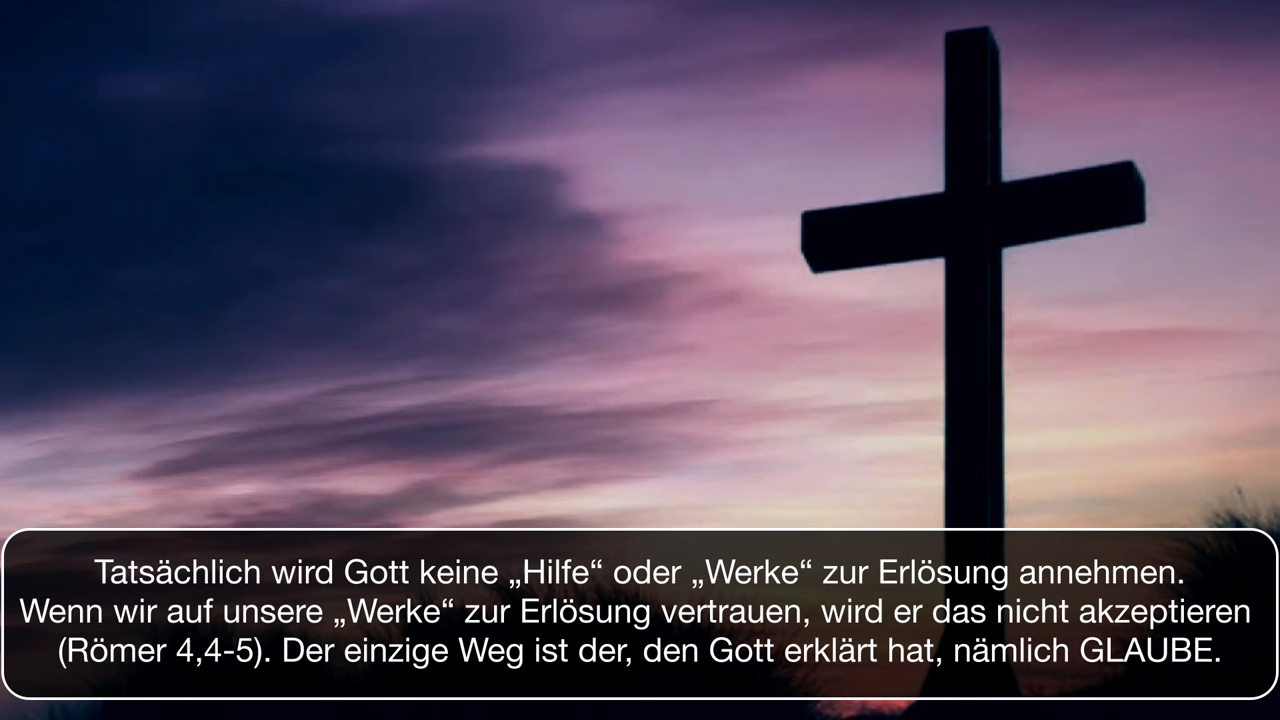 Tatsächlich wird Gott keine „Hilfe“ oder „Werke“ zur Erlösung annehmen.
Wenn wir auf unsere „Werke“ zur Erlösung vertrauen, wird er das nicht akzeptieren
(Römer 4,4-5). Der einzige Weg ist der, den Gott erklärt hat, nämlich GLAUBE.